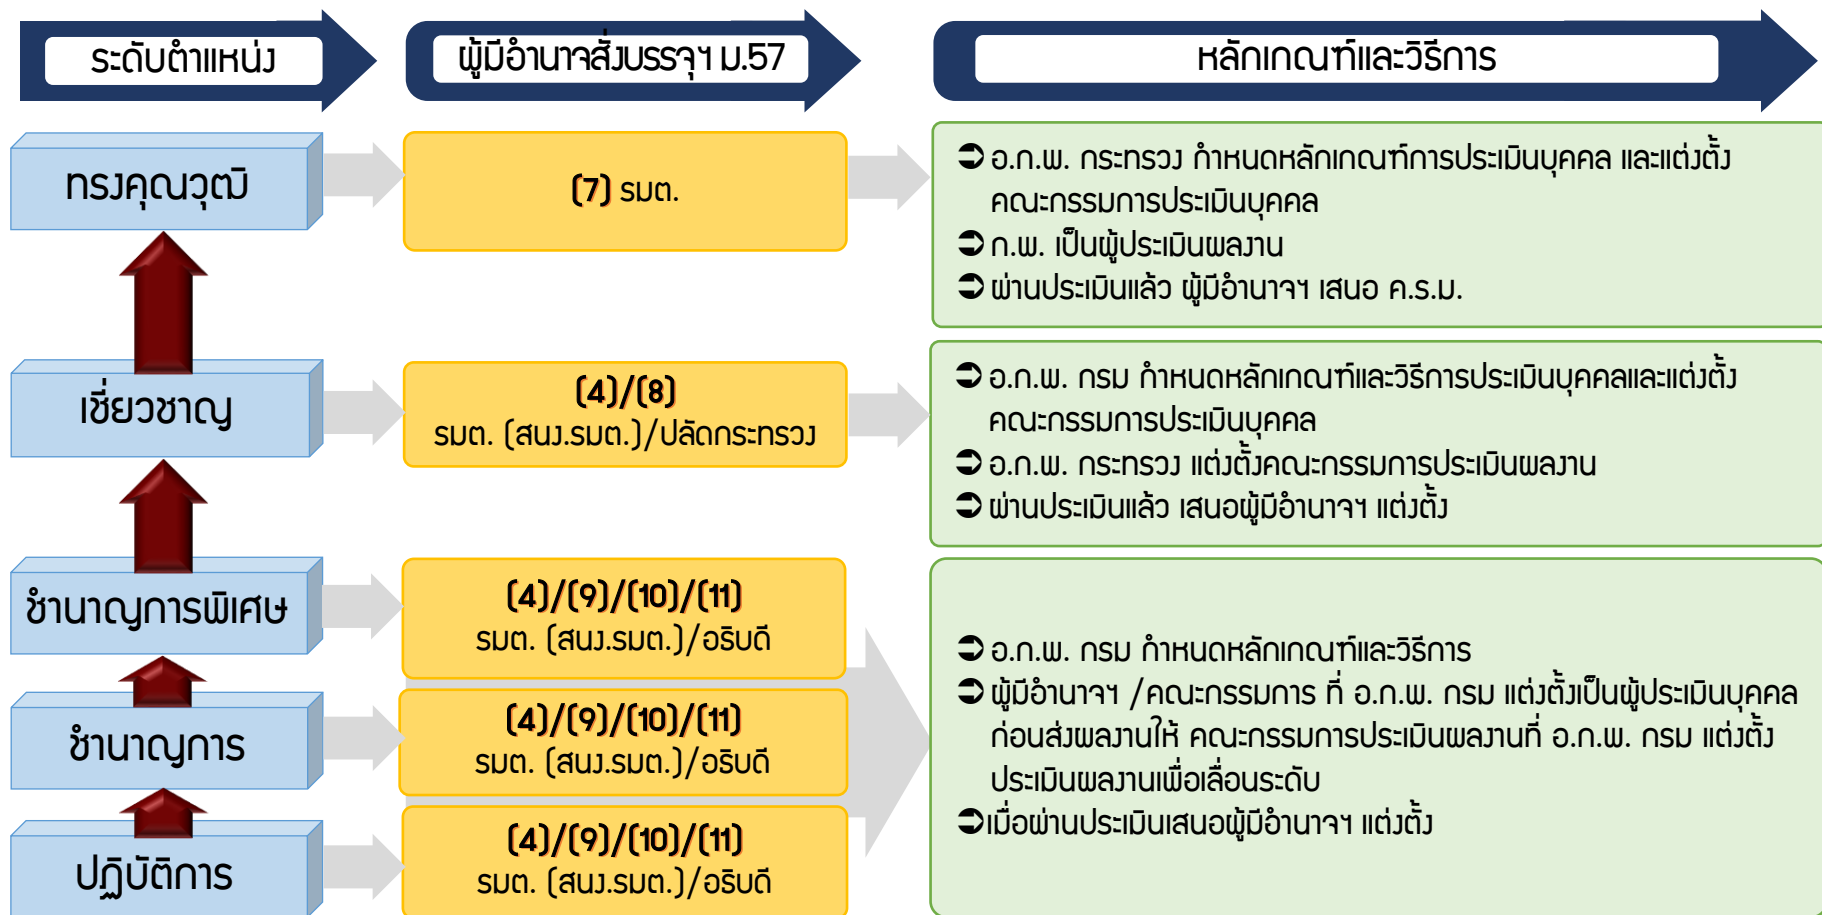 ระดับตำแหน่ง
ผู้มีอำนาจสั่งบรรจุฯ ม.57
หลักเกณฑ์และวิธีการ
ทรงคุณวุฒิ
(7) รมต.
อ.ก.พ. กระทรวง กำหนดหลักเกณฑ์การประเมินบุคคล และแต่งตั้ง
คณะกรรมการประเมินบุคคล
ก.พ. เป็นผู้ประเมินผลงาน
ผ่านประเมินแล้ว ผู้มีอำนาจฯ เสนอ ค.ร.ม.
เชี่ยวชาญ
(4)/(8)
รมต. (สนง.รมต.)/ปลัดกระทรวง
อ.ก.พ. กรม กำหนดหลักเกณฑ์และวิธีการประเมินบุคคลและแต่งตั้ง
คณะกรรมการประเมินบุคคล
อ.ก.พ. กระทรวง แต่งตั้งคณะกรรมการประเมินผลงาน
ผ่านประเมินแล้ว เสนอผู้มีอำนาจฯ แต่งตั้ง
ชำนาญการพิเศษ
(4)/(9)/(10)/(11)
รมต. (สนง.รมต.)/อธิบดี
ชำนาญการ
(4)/(9)/(10)/(11)
รมต. (สนง.รมต.)/อธิบดี
ปฏิบัติการ
(4)/(9)/(10)/(11)
รมต. (สนง.รมต.)/อธิบดี
อ.ก.พ. กรม กำหนดหลักเกณฑ์และวิธีการ
ผู้มีอำนาจฯ /คณะกรรมการ ที่ อ.ก.พ. กรม แต่งตั้งเป็นผู้ประเมินบุคคล
ก่อนส่งผลงานให้ คณะกรรมการประเมินผลงานที่ อ.ก.พ. กรม แต่งตั้ง
ประเมินผลงานเพื่อเลื่อนระดับ
เมื่อผ่านประเมินเสนอผู้มีอำนาจฯ แต่งตั้ง